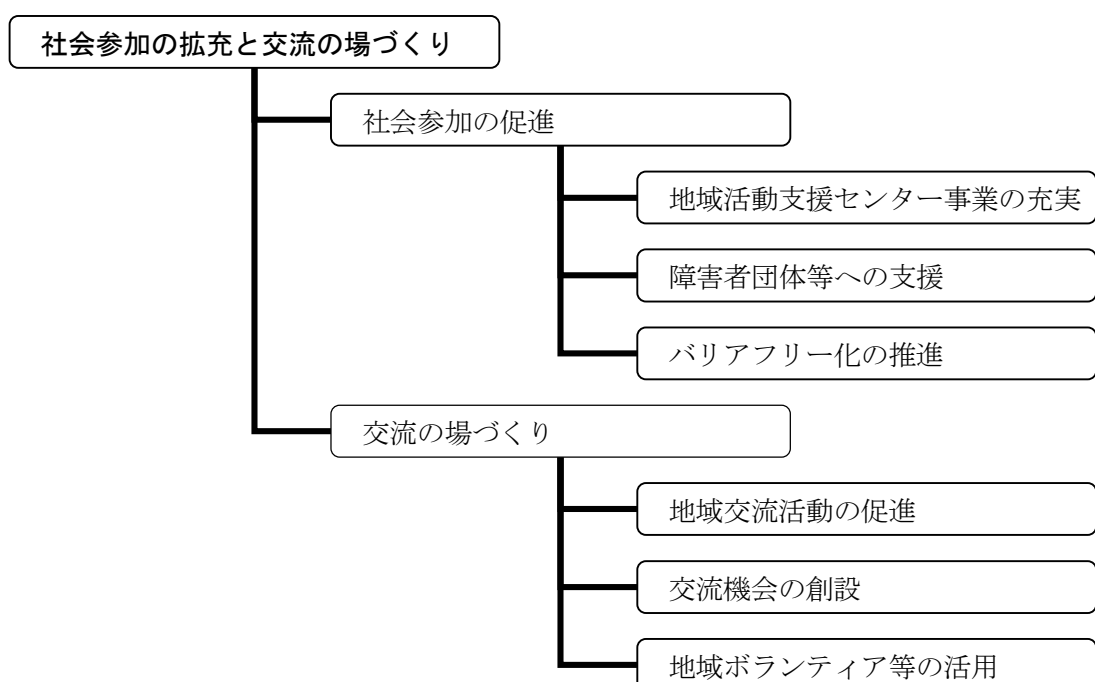 社会参加の拡充と交流の場づくり
社会参加の促進
地域活動支援センター事業の充実
障害者団体等への支援
バリアフリー化の推進
交流の場づくり
地域交流活動の促進
交流機会の創設
地域ボランティア等の活用